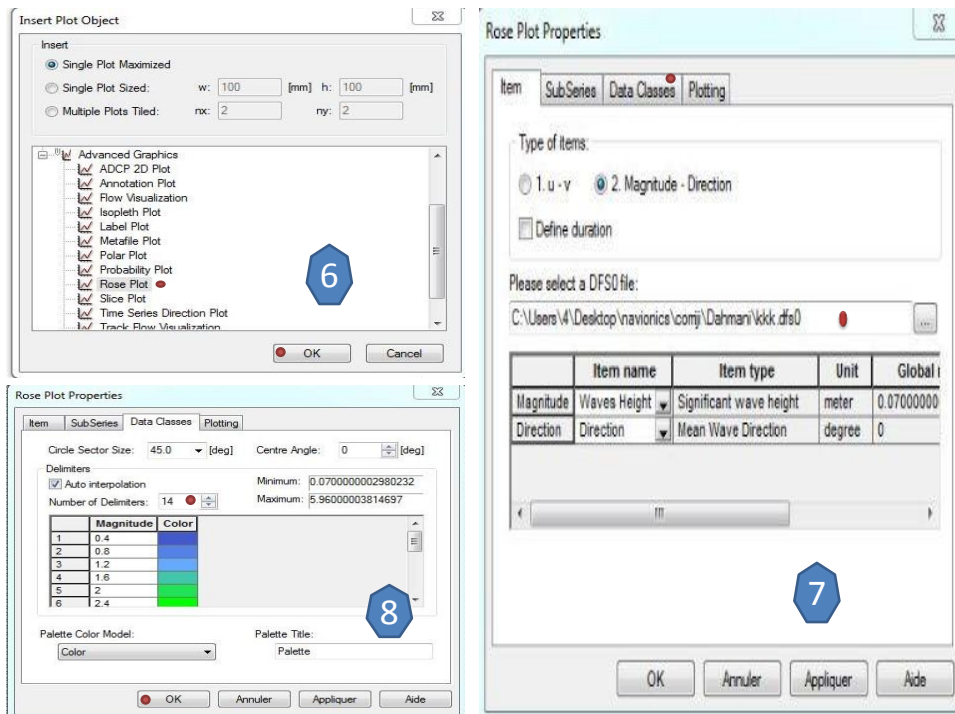 Insert Plot Object
Insert
Single Plot Maximized
Single Plot Sized: w: 100 [mm] h: 100 [mm]
Multiple Plots Tiled: nx: 2 ny: 2
Advanced Graphics
ADCP 2D Plot
Annotation Plot
Flow Visualization
Isopleth Plot
Label Plot
Metafile Plot
Polar Plot
Probability Plot
Rose Plot
Slice Plot
Time Series Direction Plot
Track Flow Visualization
6
OK Cancel
Rose Plot Properties
Item SubSeries Data Classes Plotting
Type of items:
1. u - v 2. Magnitude - Direction
Define duration
Please select a DFS0 file:
C:\Users\4\Desktop\navionics\corrji\Dahmani\kkk.dfs0 ...
Item name Item type Unit Global
Magnitude Waves Height Significant wave height meter 0.07000000
Direction Direction Mean Wave Direction degree 0
7
OK Annuler Appliquer Aide
Rose Plot Properties
Item SubSeries Data Classes Plotting
Circle Sector Size: 45.0 [deg] Centre Angle: 0 [deg]
Delimiters
Auto interpolation Minimum: 0.0700000002980232
Number of Delimiters: 14 Maximum: 5.96000003814697
Magnitude Color
1 0.4
2 0.8
3 1.2
4 1.6
5 2
6 2.4
8
Palette Color Model: Palette Title:
Color Palette
OK Annuler Appliquer Aide